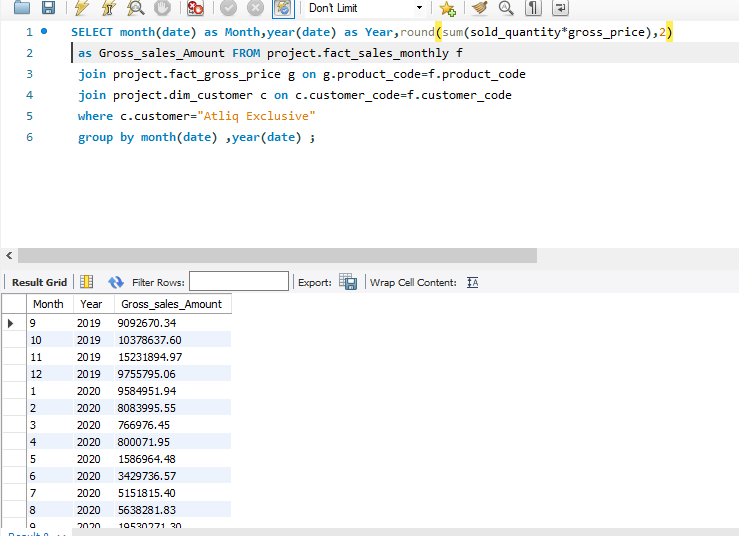 Don't Limit
1 SELECT month(date) as Month,year(date) as Year,round(sum(sold_quantity*gross_price),2)
2 as Gross_sales_Amount FROM project.fact_sales_monthly f
3 join project.fact_gross_price g on g.product_code=f.product_code
4 join project.dim_customer c on c.customer_code=f.customer_code
5 where c.customer="Atliq Exclusive"
6 group by month(date) ,year(date) ;
Result Grid Filter Rows: Export: Wrap Cell Content: IA
Month Year Gross_sales_Amount
9 2019 9092670.34
10 2019 10378637.60
11 2019 15231894.97
12 2019 9755795.06
1 2020 9584951.94
2 2020 8083995.55
3 2020 766976.45
4 2020 800071.95
5 2020 1586964.48
6 2020 3429736.57
7 2020 5151815.40
8 2020 5638281.83
9 2020 19530271.30